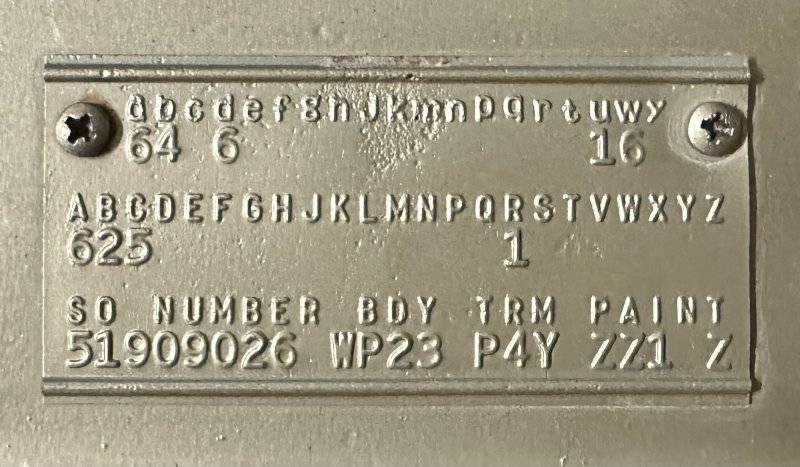 abcdefghJkmnpqrtuwy
64 6 16
ABCDEFGHJKLMNPQRSTVWXYZ
625 1
SO NUMBER BDY TRM PAINT
51909026 WP23 P4Y ZZ1 Z